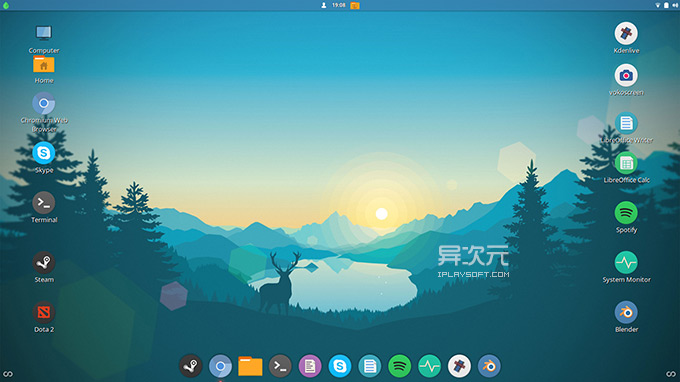 19:08
Computer
Home
Chromium Web
Browser
Skype
Terminal
Steam
Dota 2
Kdenlive
vokoscreen
LibreOffice Writer
LibreOffice Calc
Spotify
System Monitor
Blender
异次元
IPLAYSOFT.COM